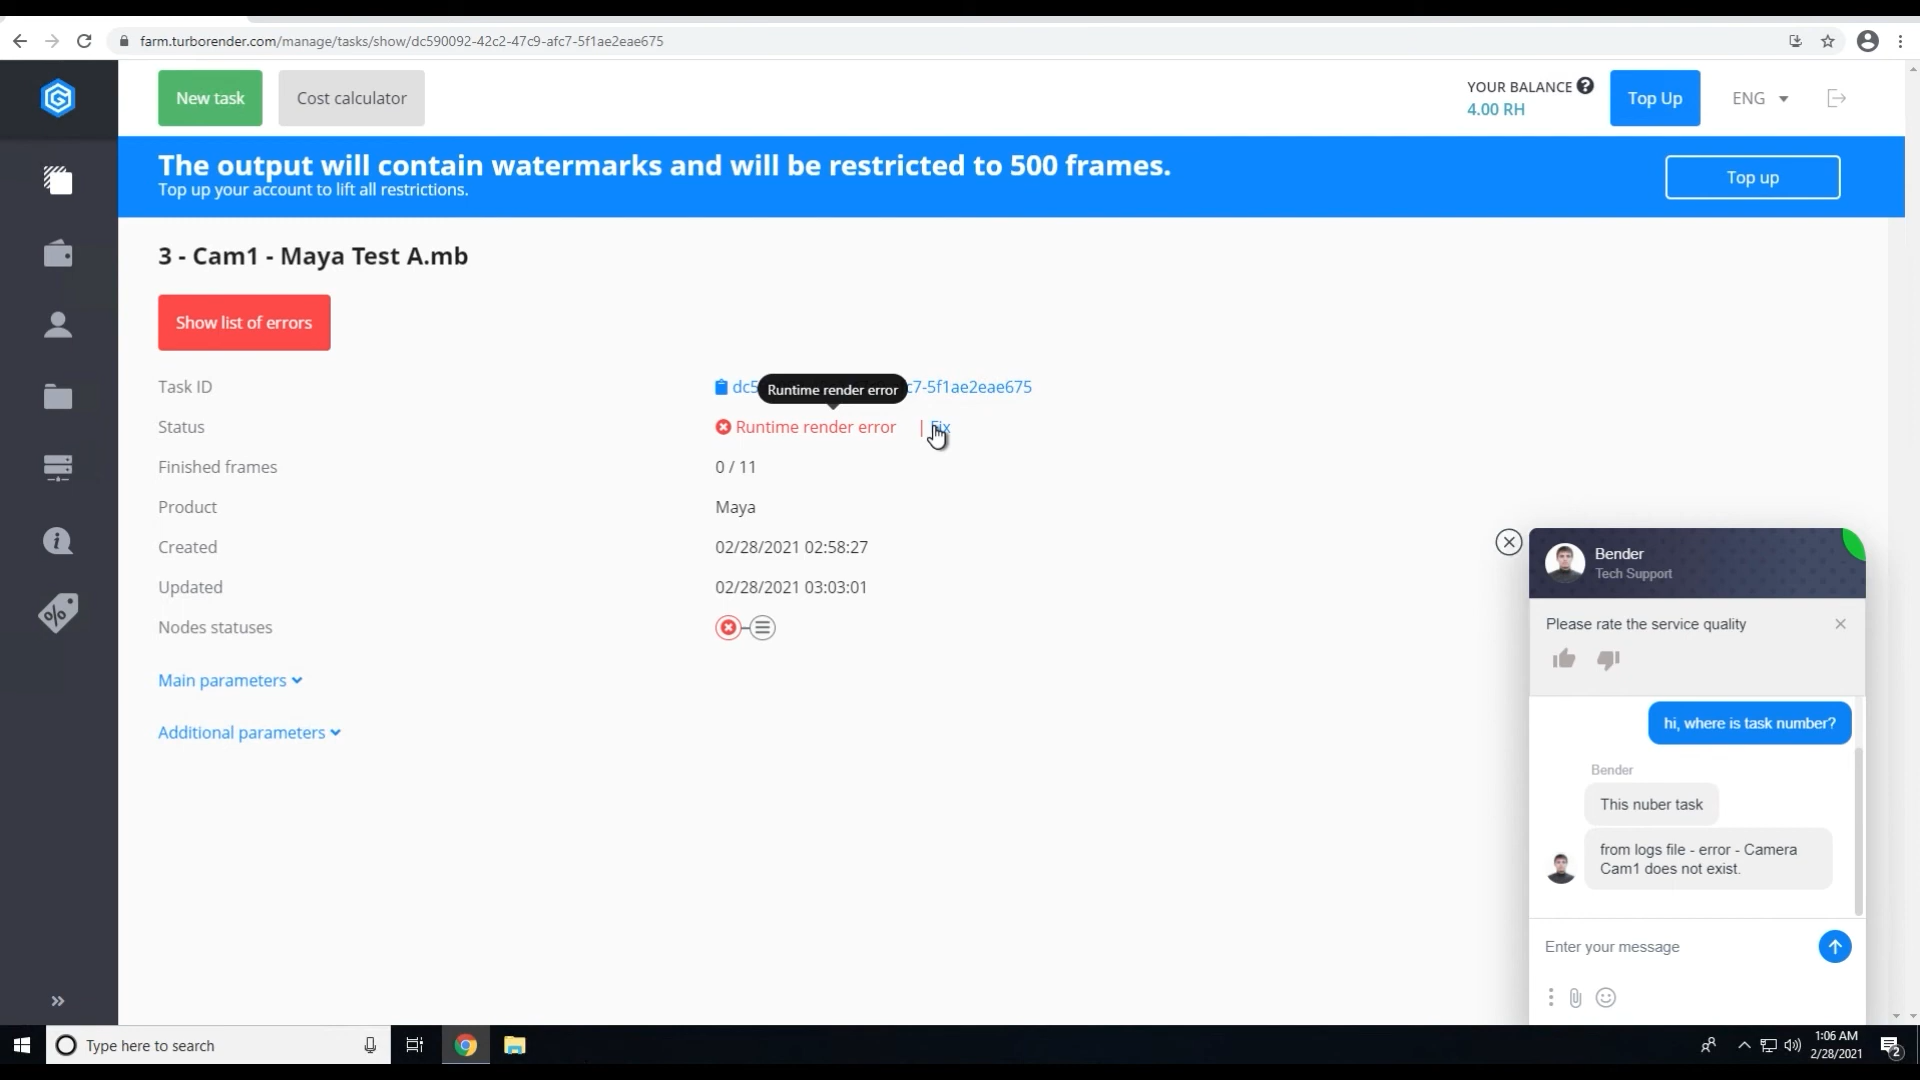 farm.turborender.com/manage/tasks/show/dc590092-42c2-47c9-afc7-5f1ae2eae675
New task
Cost calculator
YOUR BALANCE ?
4.00 RH
Top Up
ENG
The output will contain watermarks and will be restricted to 500 frames.
Top up your account to lift all restrictions.
Top up
3 - Cam1 - Maya Test A.mb
Show list of errors
Task ID
dc5
c7-5f1ae2eae675
Runtime render error
Status
Runtime render error | Fix
Finished frames
0 / 11
Product
Maya
Created
02/28/2021 02:58:27
Updated
02/28/2021 03:03:01
Nodes statuses
Main parameters
Additional parameters
Bender
Tech Support
Please rate the service quality
hi, where is task number?
Bender
This nuber task
from logs file - error - Camera
Cam1 does not exist.
Enter your message
Type here to search
1:06 AM
2/28/2021
2